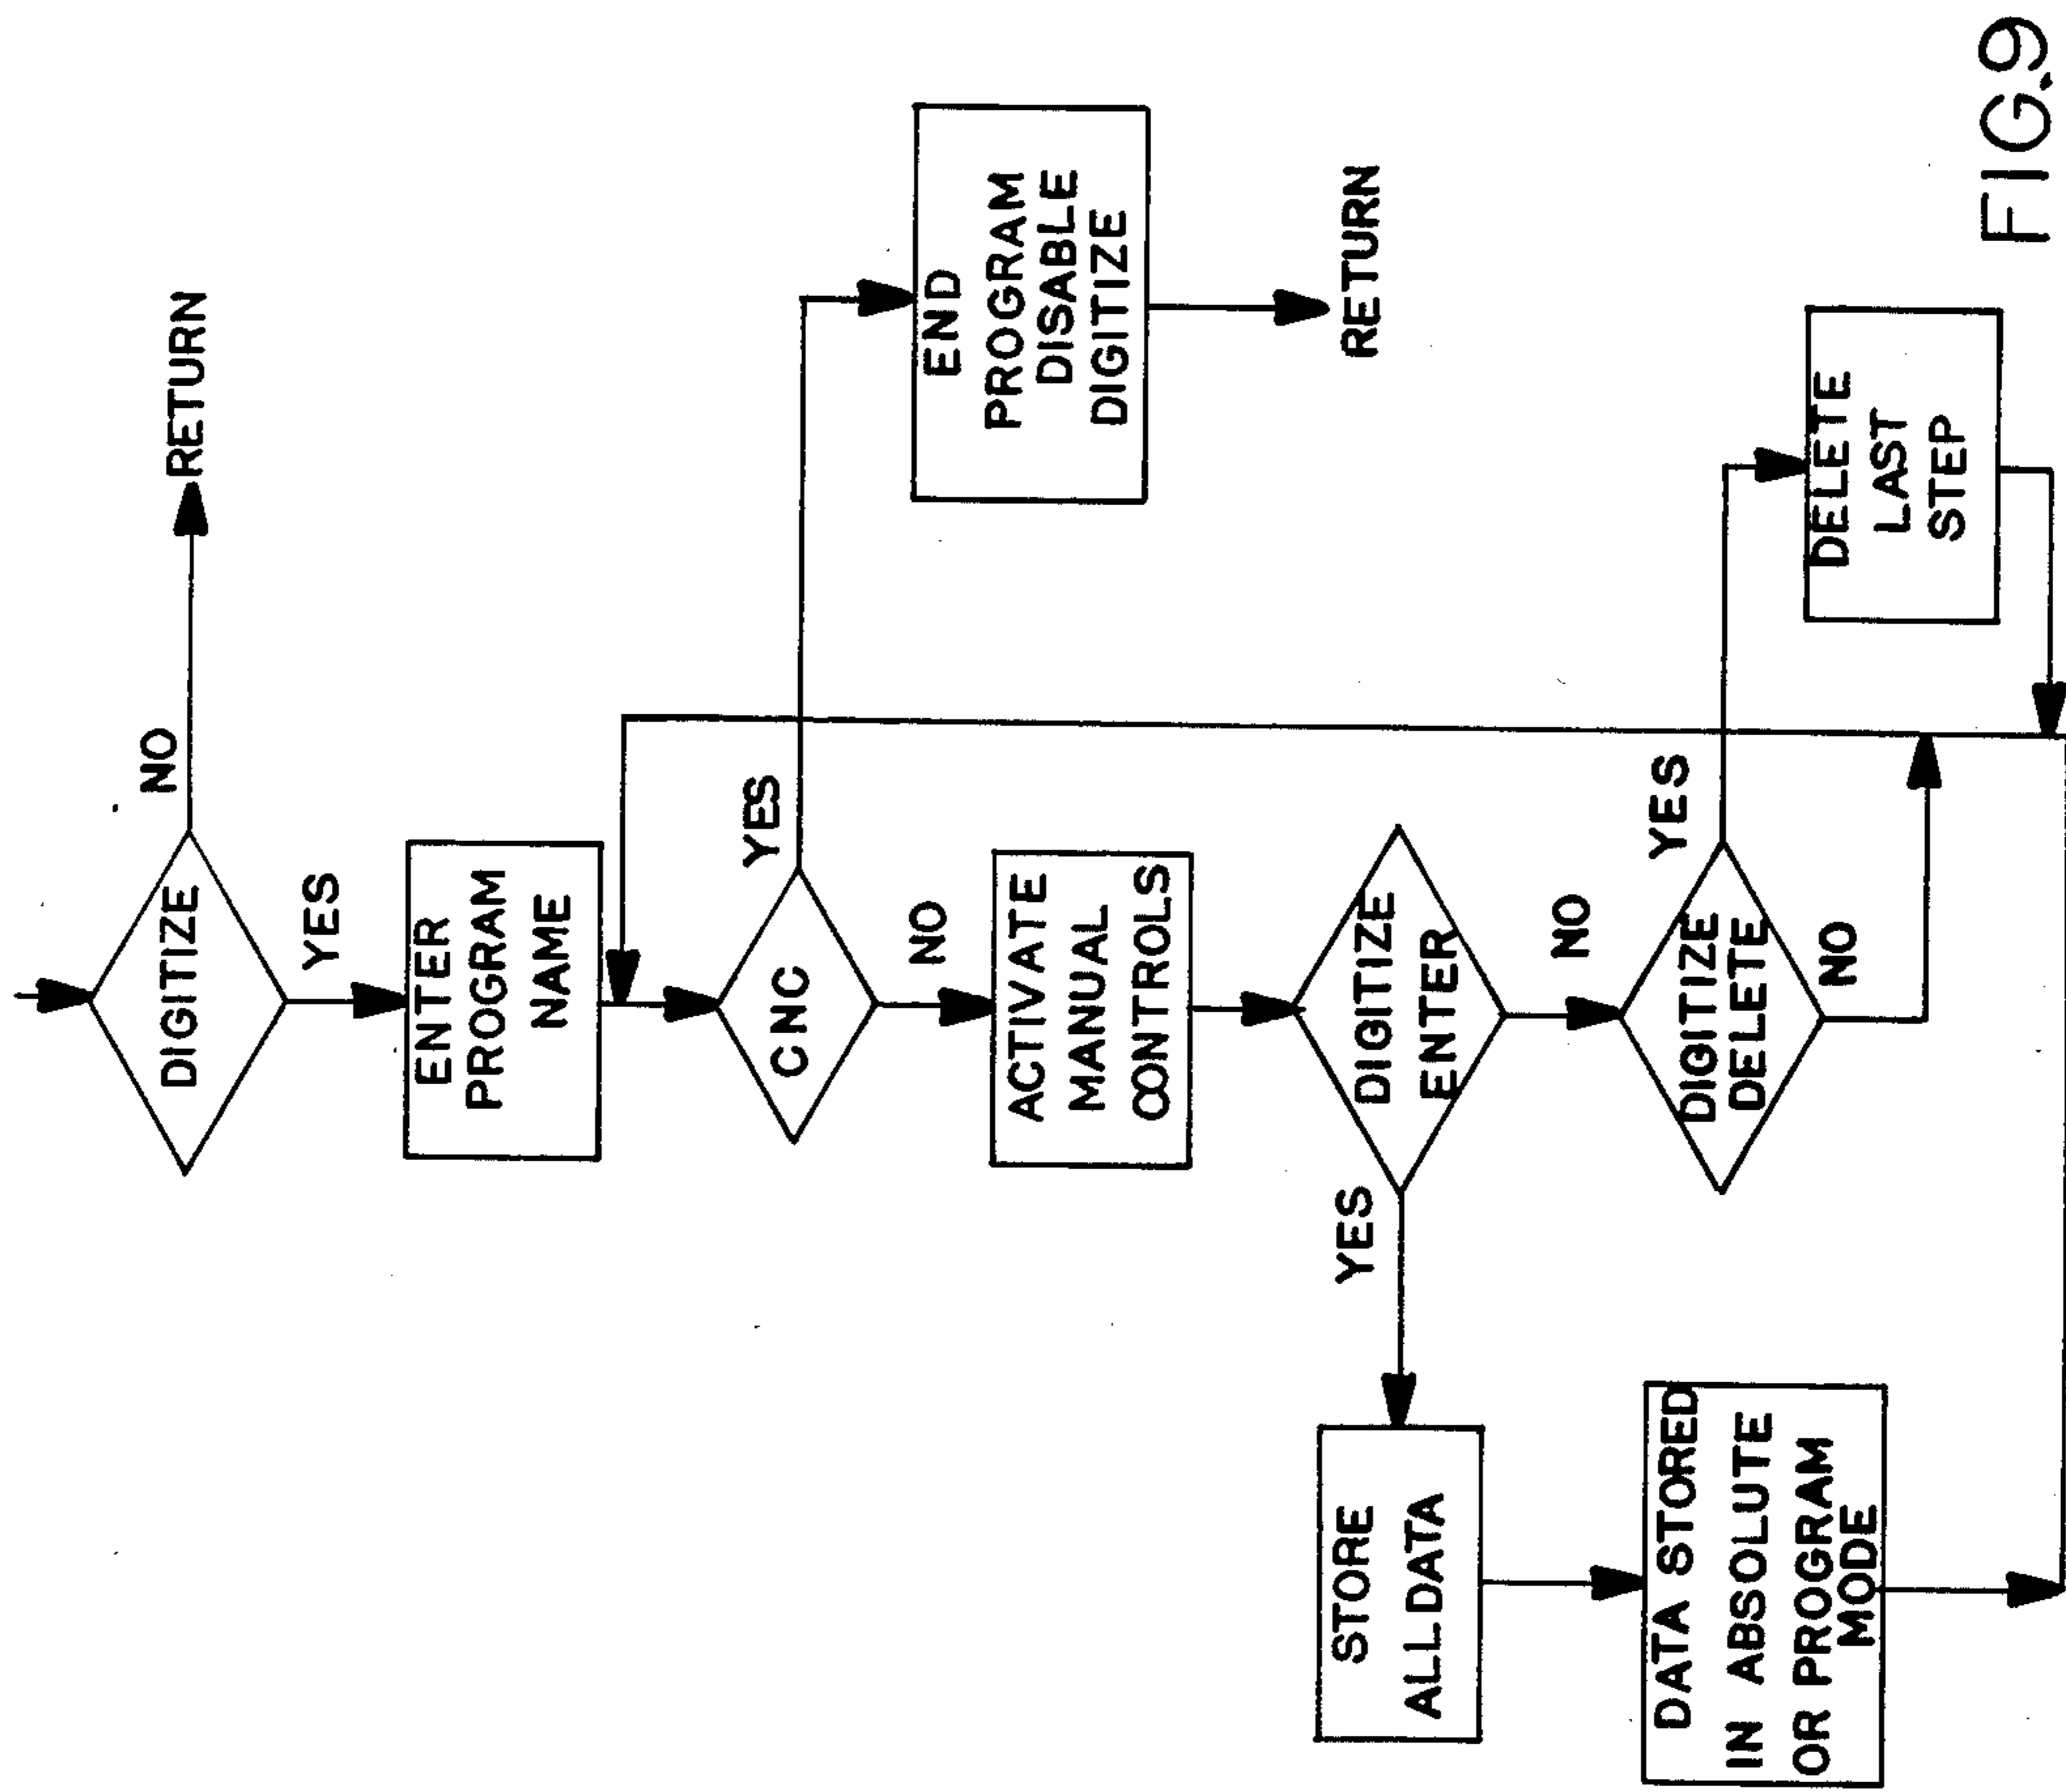 DIGITIZE
NO
RETURN
YES
ENTER
PROGRAM
NAME
CNC
YES
END
PROGRAM
DISABLE
DIGITIZE
RETURN
NO
ACTIVATE
MANUAL
CONTROLS
DIGITIZE
ENTER
YES
STORE
ALL DATA
DATA STORED
IN ABSOLUTE
OR PROGRAM
MODE
NO
DIGITIZE
DELETE
YES
DELETE
LAST
STEP
NO
FIG.9